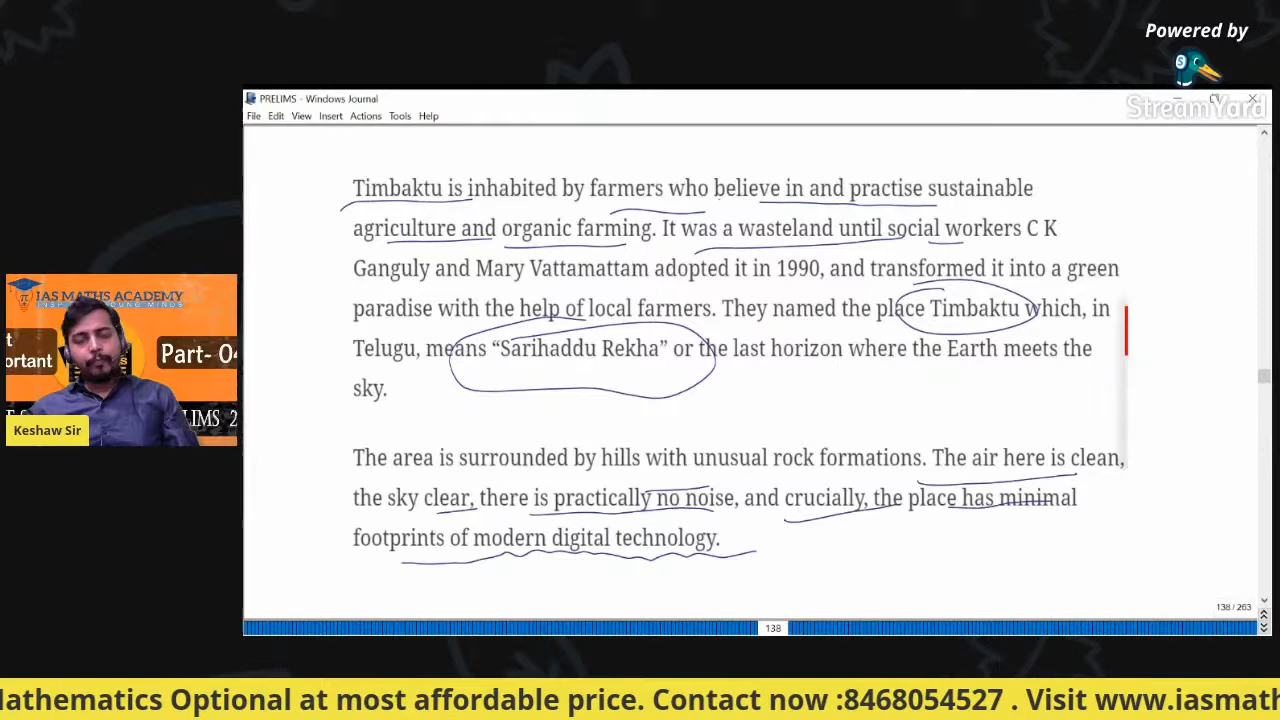 Powered by
S
StreamYard
PRELIMS - Windows Journal
File Edit View Insert Actions Tools Help
Timbaktu is inhabited by farmers who believe in and practise sustainable
agriculture and organic farming. It was a wasteland until social workers C K
Ganguly and Mary Vattamattam adopted it in 1990, and transformed it into a green
paradise with the help of local farmers. They named the place Timbaktu which, in
Telugu, means “Sarihaddu Rekha” or the last horizon where the Earth meets the
sky.
The area is surrounded by hills with unusual rock formations. The air here is clean,
the sky clear, there is practically no noise, and crucially, the place has minimal
footprints of modern digital technology.
138 / 263
138
IAS MATHS ACADEMY
Part- 04
Keshaw Sir
Mathematics Optional at most affordable price. Contact now :8468054527 . Visit www.iasmath